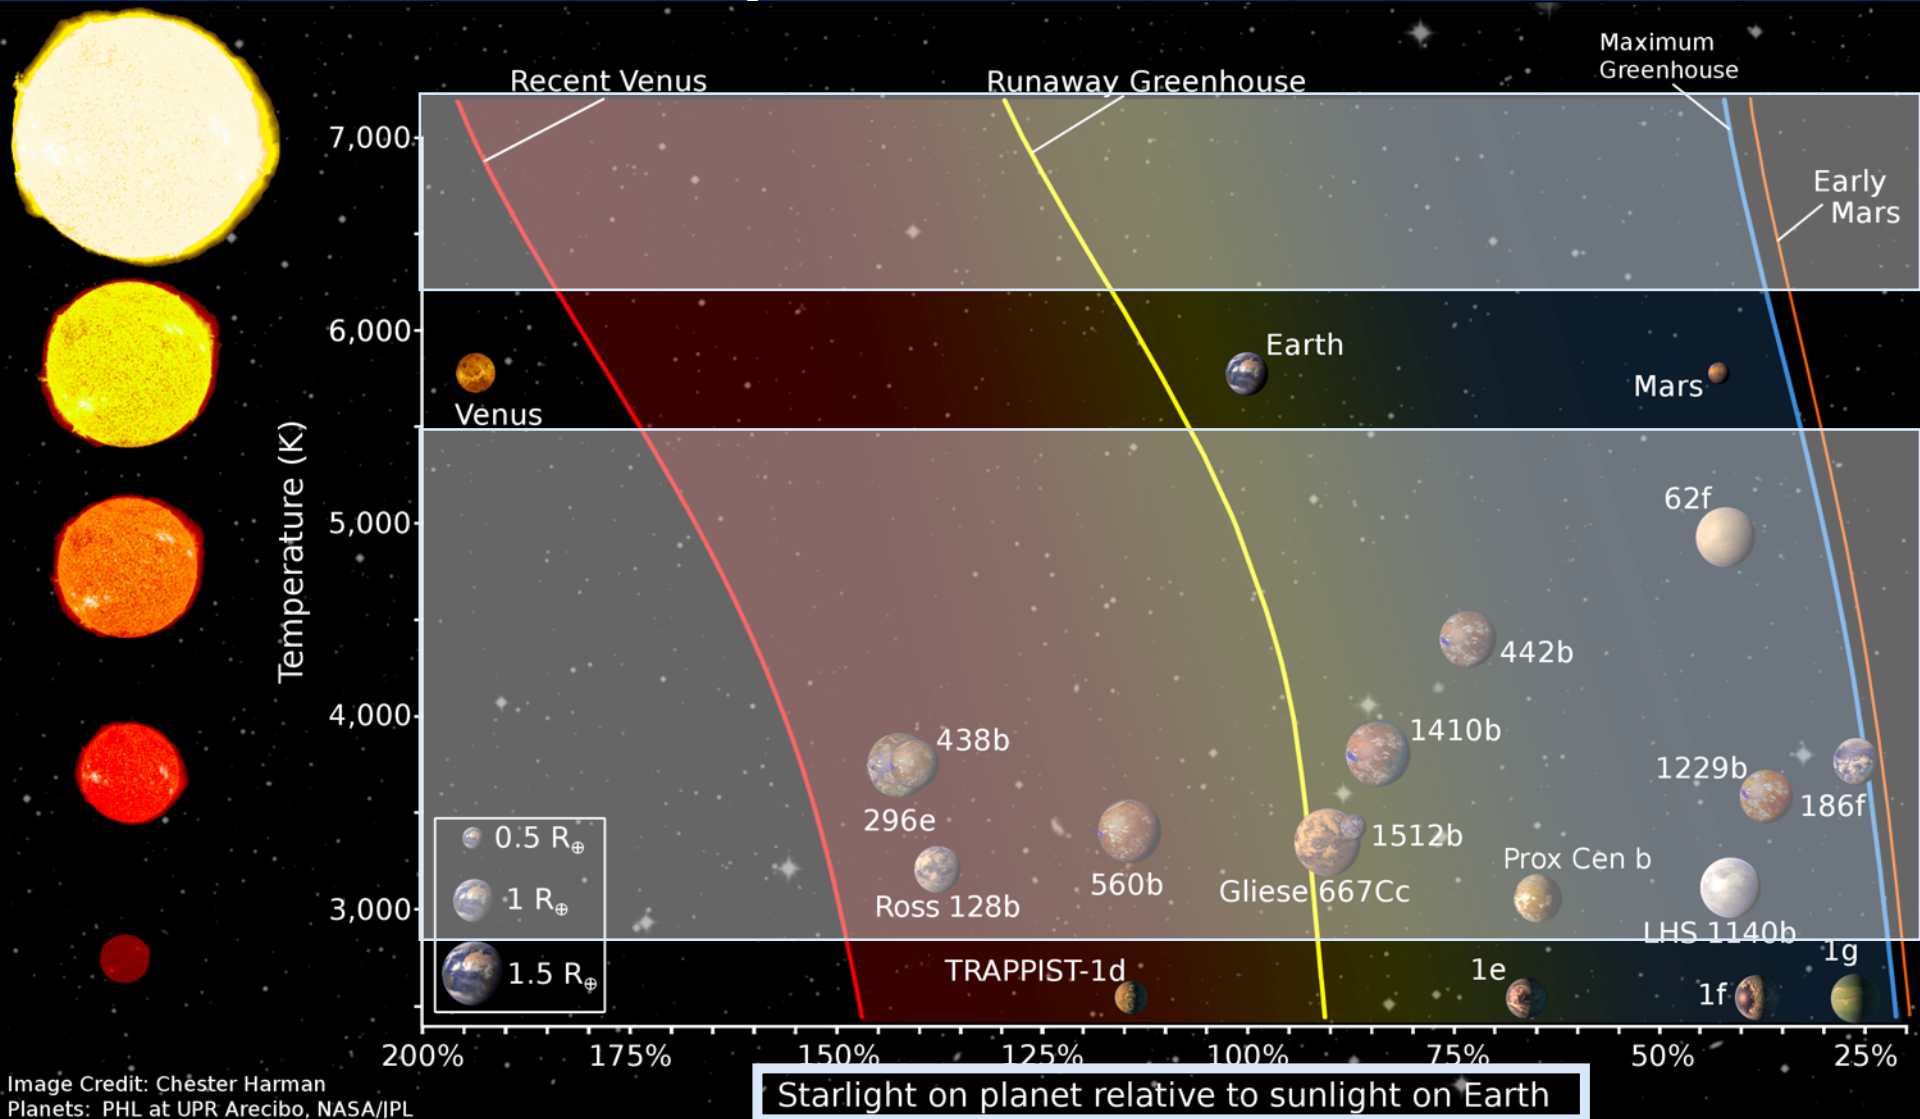 Maximum
Greenhouse
Recent Venus
Runaway Greenhouse
7,000
Early
Mars
6,000
Earth
Mars
Venus
Temperature (K)
62f
5,000
442b
4,000
1410b
438b
1229b
186f
296e
0.5 R⊕
1512b
Prox Cen b
560b
Gliese 667Cc
1 R⊕
Ross 128b
3,000
LHS 1140b
1g
TRAPPIST-1d
1e
1.5 R⊕
1f
200% 175% 150% 125% 100% 75% 50% 25%
Image Credit: Chester Harman
Planets: PHL at UPR Arecibo, NASA/JPL
Starlight on planet relative to sunlight on Earth